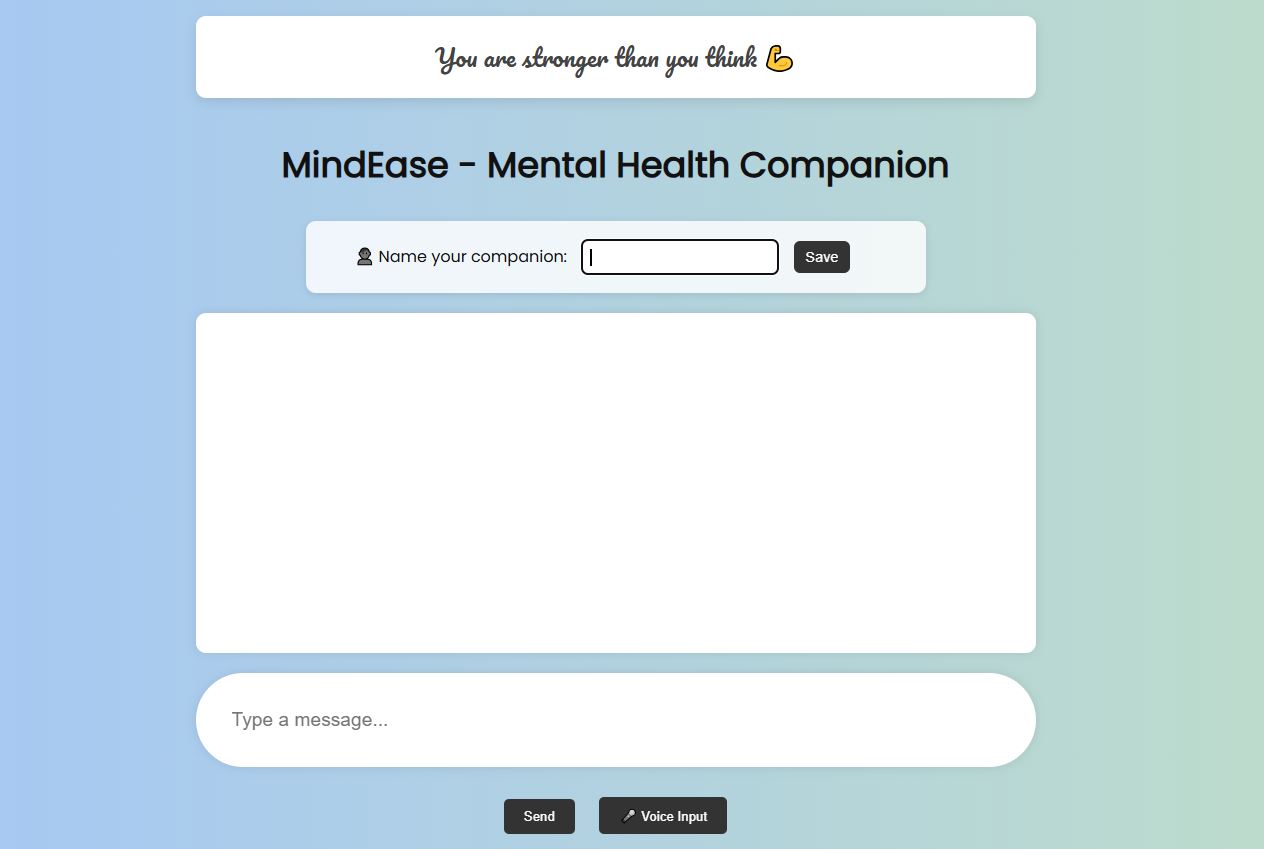 You are stronger than you think 💪
MindEase - Mental Health Companion
Name your companion:
Save
Type a message...
Send
🎤 Voice Input